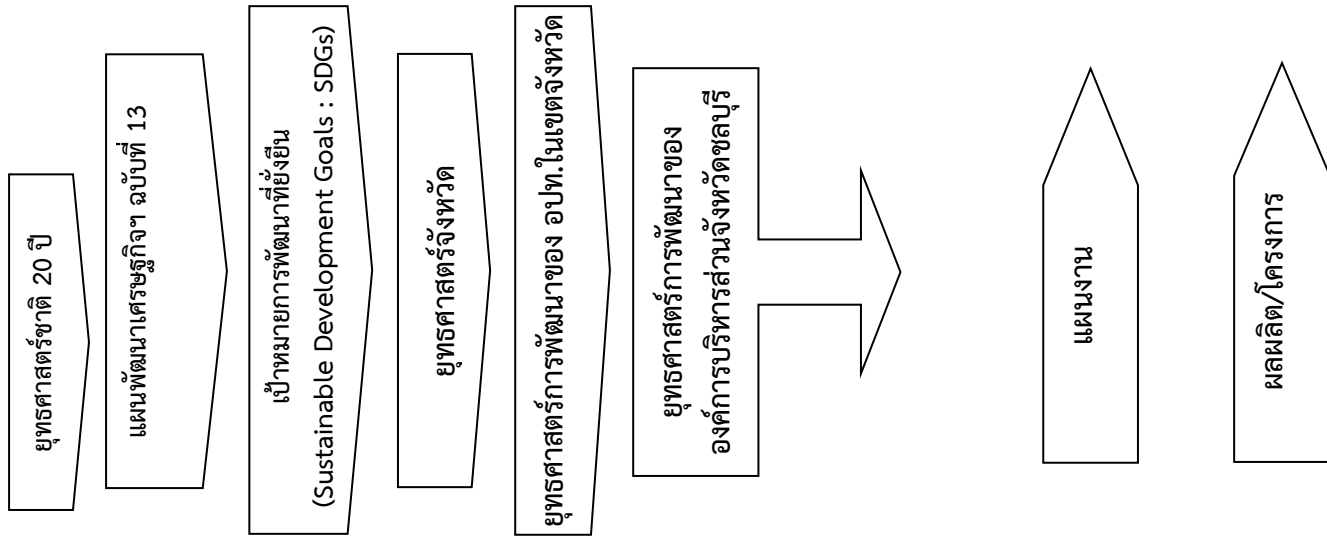 ยุทธศาสตร์ชาติ 20 ปี
แผนพัฒนาเศรษฐกิจฯ ฉบับที่ 13
เป้าหมายการพัฒนาที่ยั่งยืน
(Sustainable Development Goals : SDGs)
ยุทธศาสตร์จังหวัด
ยุทธศาสตร์การพัฒนาของ อปท.ในเขตจังหวัด
ยุทธศาสตร์การพัฒนาของ
องค์การบริหารส่วนจังหวัดชลบุรี
แผนงาน
ผลผลิต/โครงการ